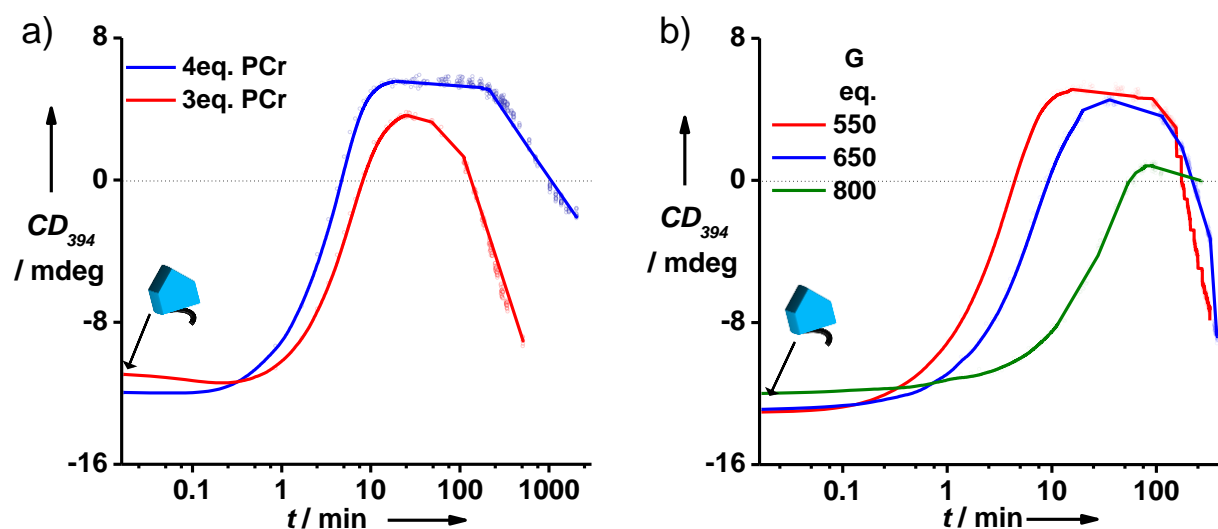 a)
8
0
-8
-16
CD394
/ mdeg
4eq. PCr
3eq. PCr
0.1
1
10
100
1000
t / min
b)
8
0
-8
-16
CD394
/ mdeg
G
eq.
550
650
800
0.1
1
10
100
t / min